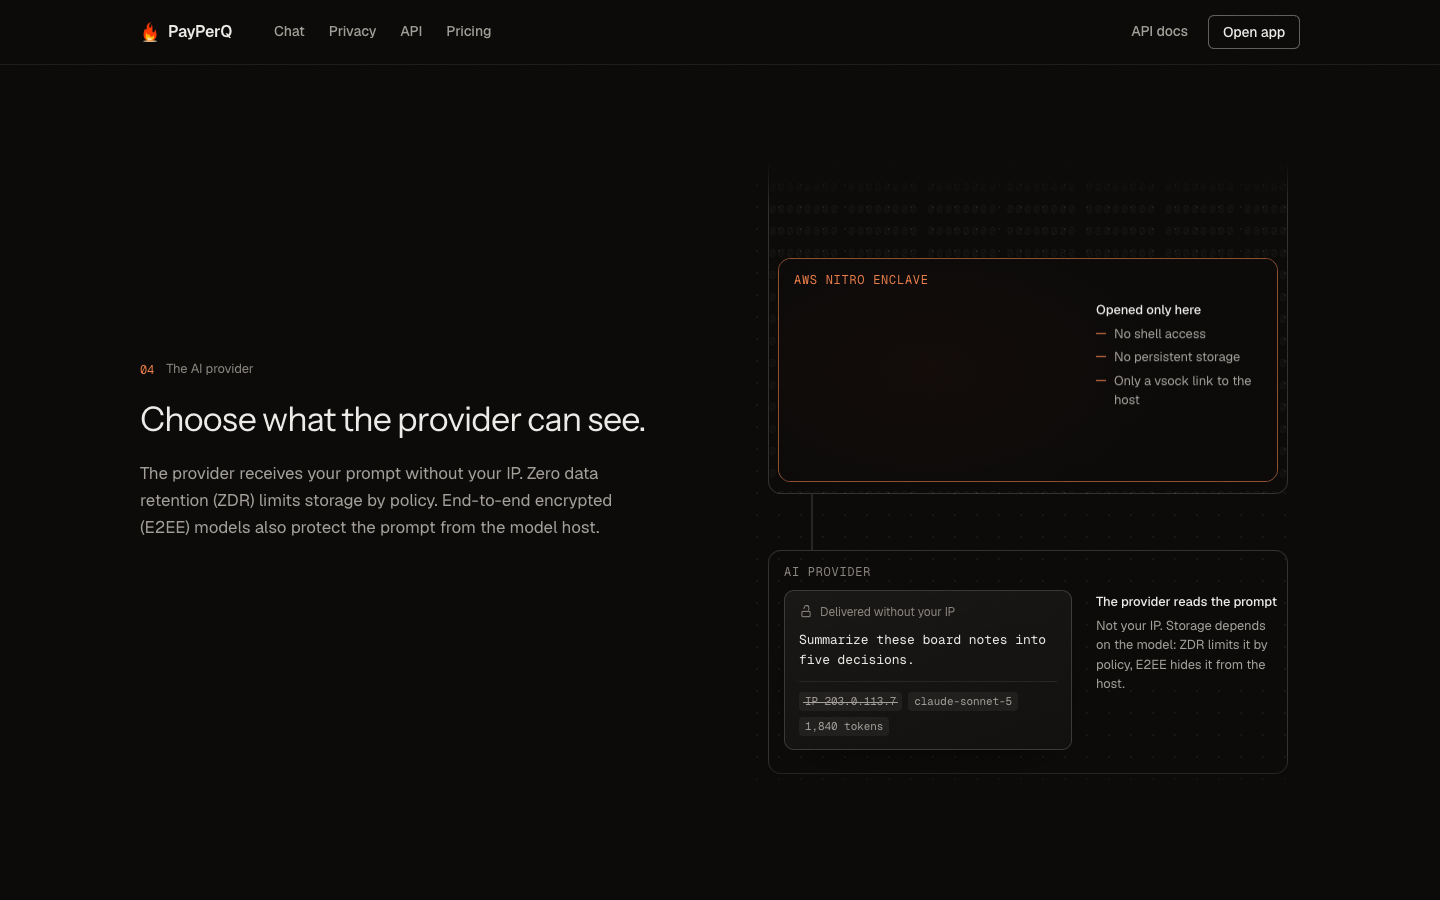 PayPerQ
Chat
Privacy
API
Pricing
API docs
Open app
04 The AI provider
Choose what the provider can see.
The provider receives your prompt without your IP. Zero data
retention (ZDR) limits storage by policy. End-to-end encrypted
(E2EE) models also protect the prompt from the model host.
AWS NITRO ENCLAVE
Opened only here
— No shell access
— No persistent storage
— Only a vsock link to the
host
AI PROVIDER
Delivered without your IP
Summarize these board notes into
five decisions.
IP 203.0.113.7 claude-sonnet-5
1,840 tokens
The provider reads the prompt
Not your IP. Storage depends
on the model: ZDR limits it by
policy, E2EE hides it from the
host.